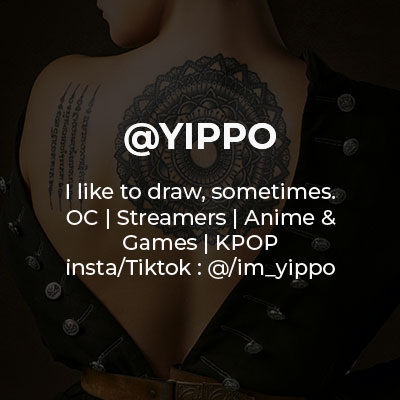 @YIPPO
I like to draw, sometimes.
OC | Streamers | Anime &
Games | KPOP
insta/Tiktok : @/im_yippo